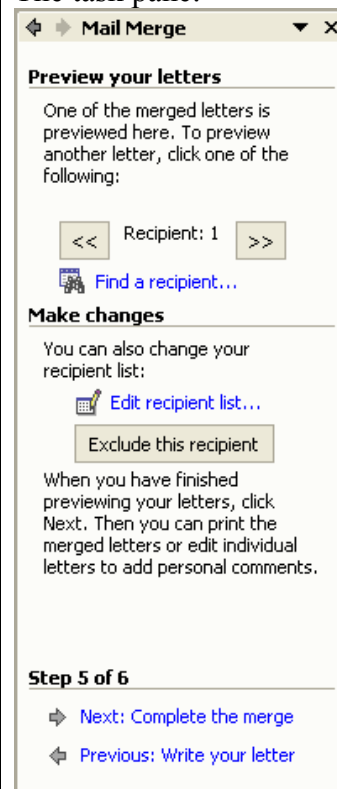 Mail Merge
Preview your letters
One of the merged letters is
previewed here. To preview
another letter, click one of the
following:
<< Recipient: 1 >>
Find a recipient...
Make changes
You can also change your
recipient list:
Edit recipient list...
Exclude this recipient
When you have finished
previewing your letters, click
Next. Then you can print the
merged letters or edit individual
letters to add personal comments.
Step 5 of 6
Next: Complete the merge
Previous: Write your letter